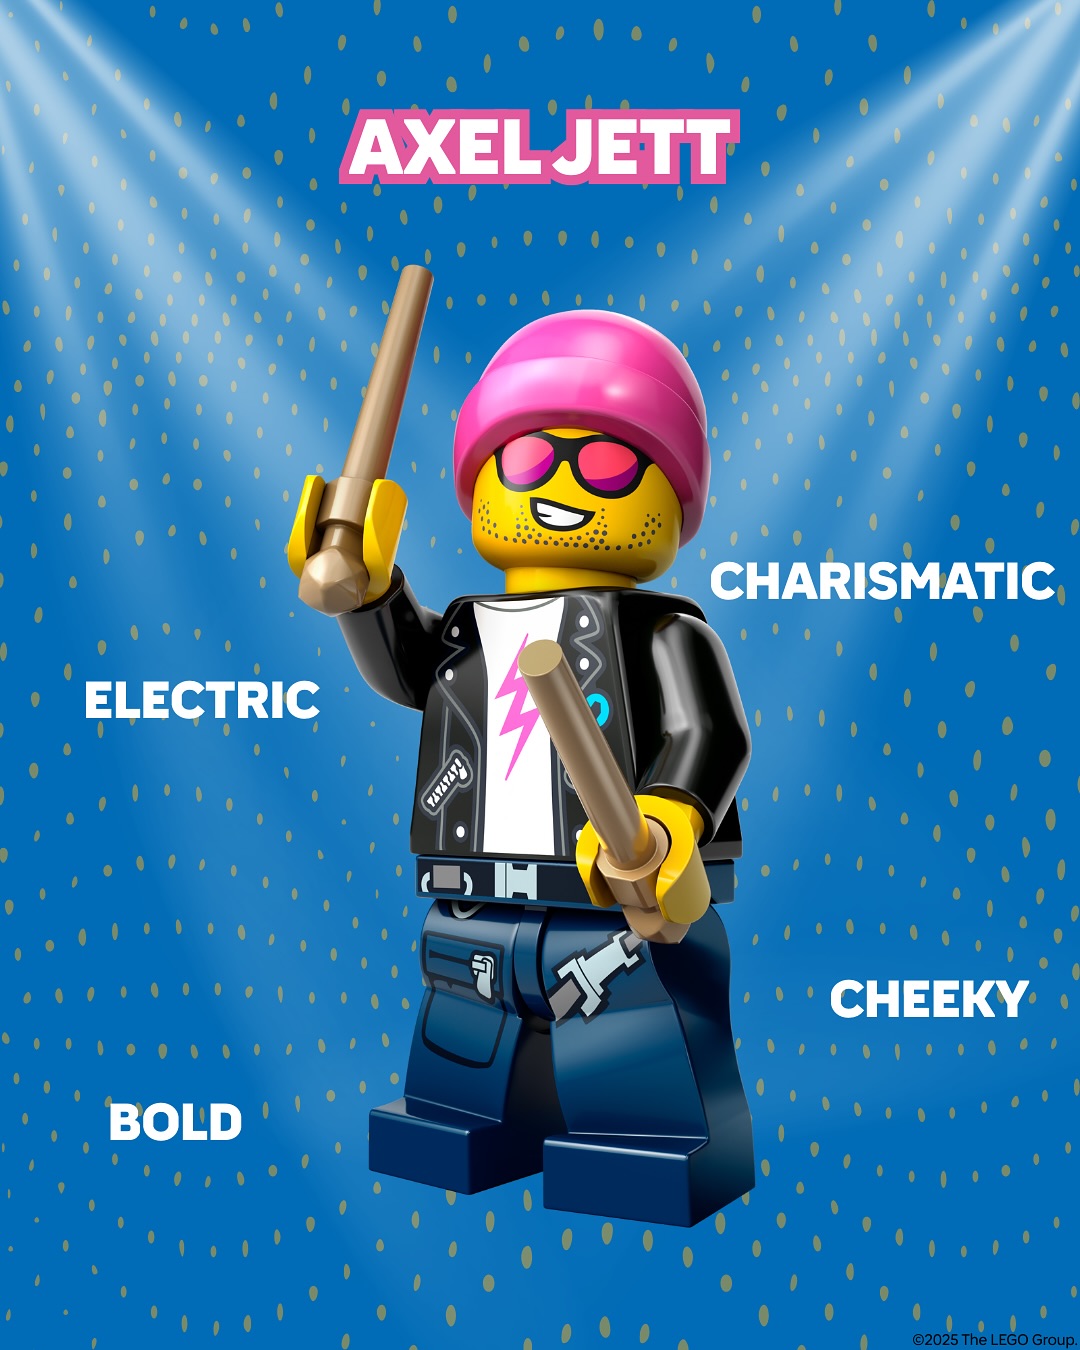 AXEL JETT
CHARISMATIC
ELECTRIC
CHEEKY
BOLD
©2025 The LEGO Group.